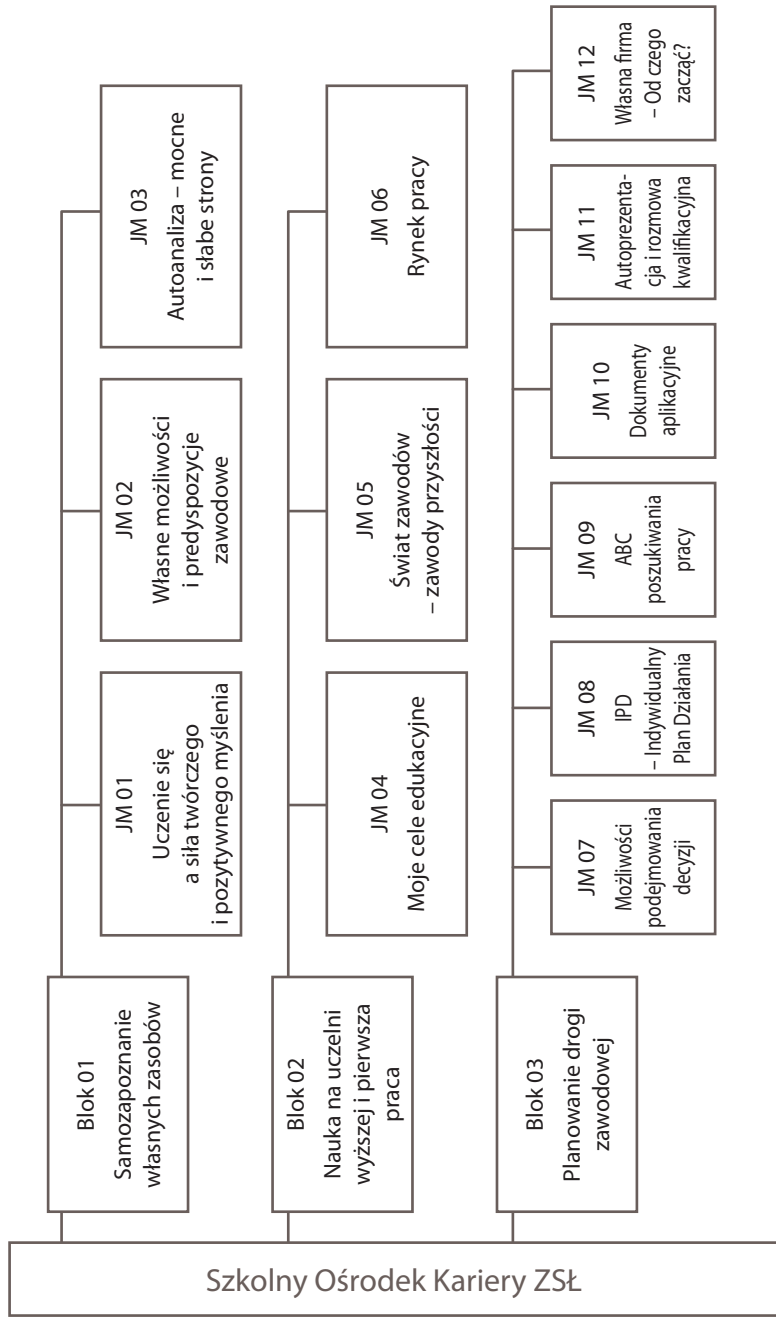 Szkolny Ośrodek Kariery ZSŁ
Blok 01
Samozapoznanie
własnych zasobów
JM 01
Uczenie się
a siła twórczego
i pozytywnego myślenia
JM 02
Własne możliwości
i predyspozycje
zawodowe
JM 03
Autoanaliza – mocne
i słabe strony
Blok 02
Nauka na uczelni
wyższej i pierwsza
praca
JM 04
Moje cele edukacyjne
JM 05
Świat zawodów
– zawody przyszłości
JM 06
Rynek pracy
Blok 03
Planowanie drogi
zawodowej
JM 07
Możliwości
podejmowania
decyzji
JM 08
IPD
– Indywidualny
Plan Działania
JM 09
ABC
poszukiwania
pracy
JM 10
Dokumenty
aplikacyjne
JM 11
Autoprezenta-
cja i rozmowa
kwalifikacyjna
JM 12
Własna firma
– Od czego
zacząć?